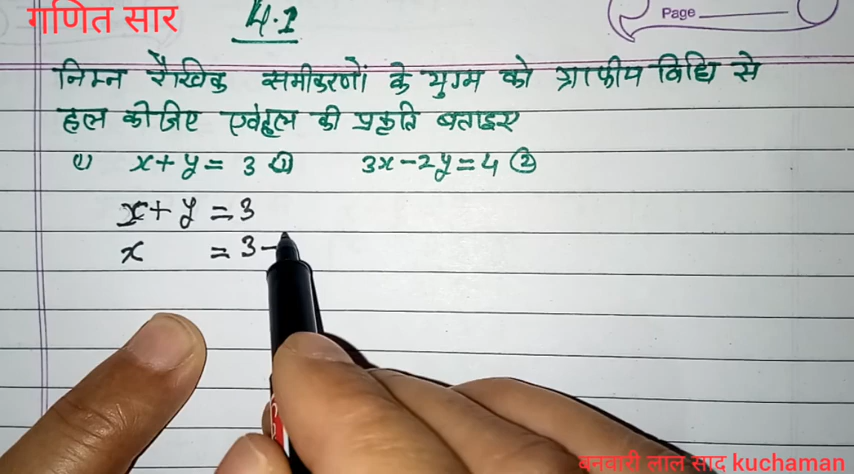 गणित सार
4.1
Page
निम्न रैखिक समीकरणों के युग्म को ग्राफीय विधि से
हल कीजिए एवंहल की प्रकृति बताइए
(i) x + y = 3 ① 3x - 2y = 4 ②
x + y = 3
x = 3 -
बनवारी लाल साद kuchaman